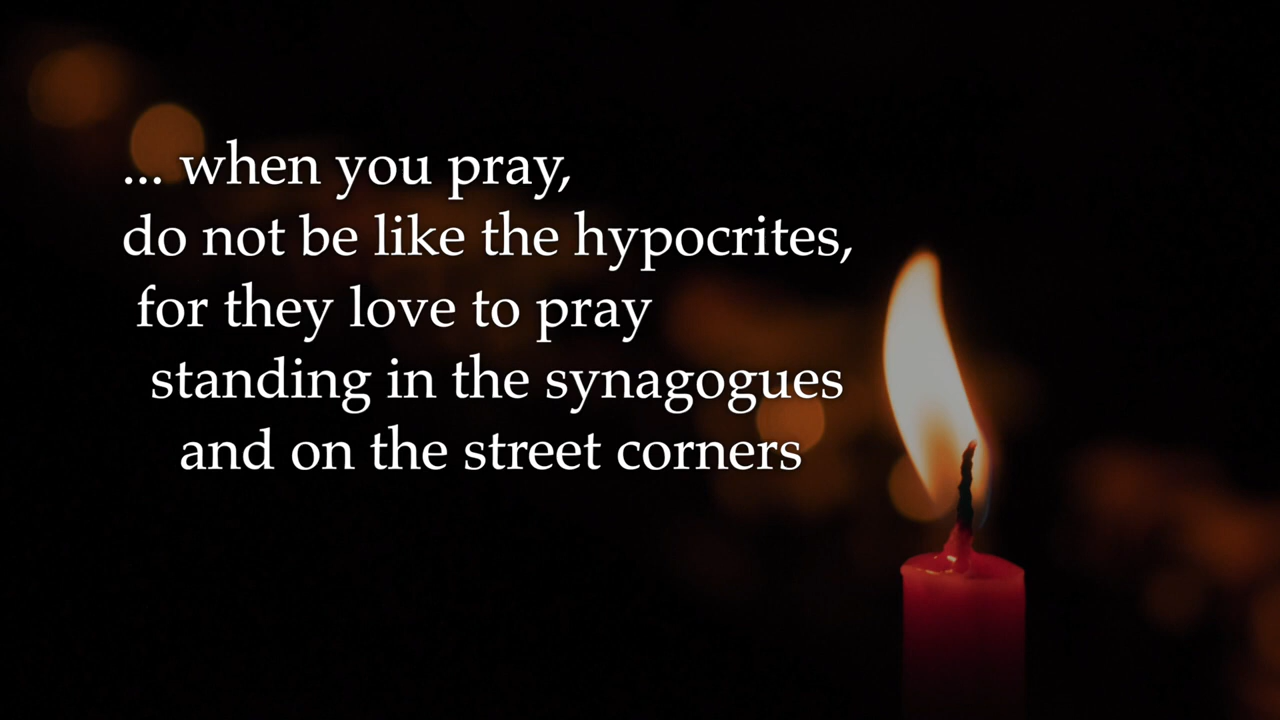 ... when you pray,
do not be like the hypocrites,
for they love to pray
standing in the synagogues
and on the street corners